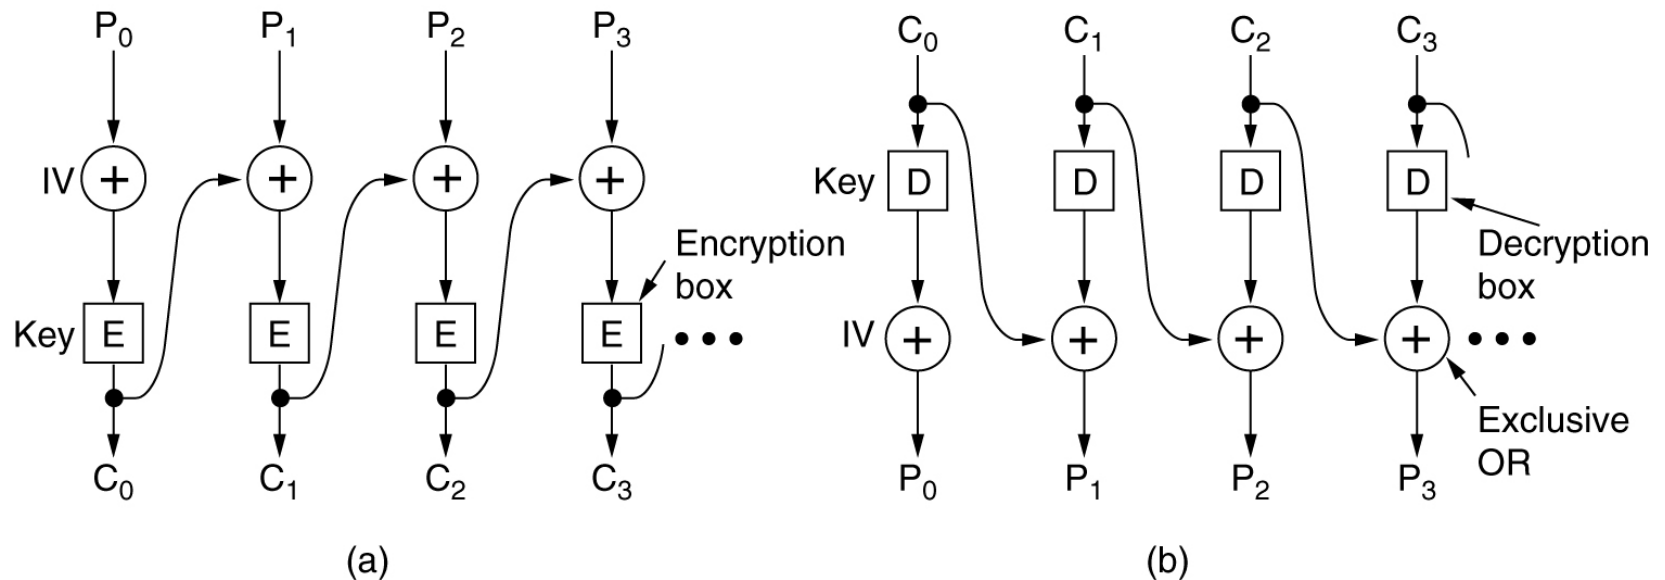 P0 P1 P2 P3
IV + + + +
Encryption
box
Key E E E E
C0 C1 C2 C3
(a)
C0 C1 C2 C3
Key D D D D
Decryption
box
IV + + + +
Exclusive
OR
P0 P1 P2 P3
(b)